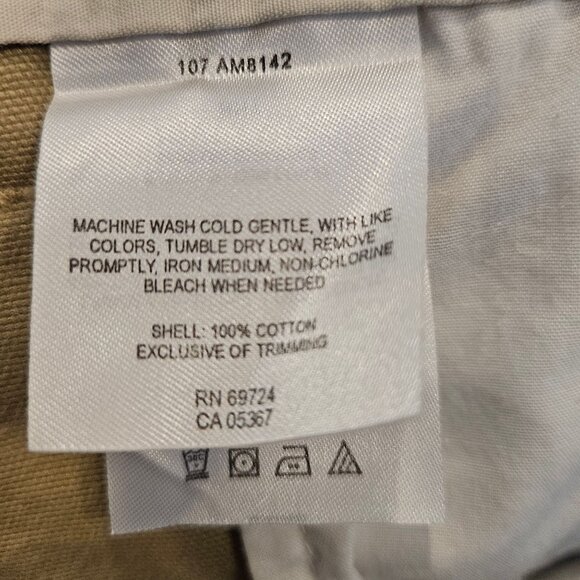 107 AM8142
MACHINE WASH COLD GENTLE, WITH LIKE
COLORS, TUMBLE DRY LOW, REMOVE
PROMPTLY, IRON MEDIUM, NON-CHLORINE
BLEACH WHEN NEEDED
SHELL: 100% COTTON
EXCLUSIVE OF TRIMMING
RN 69724
CA 05367
30C